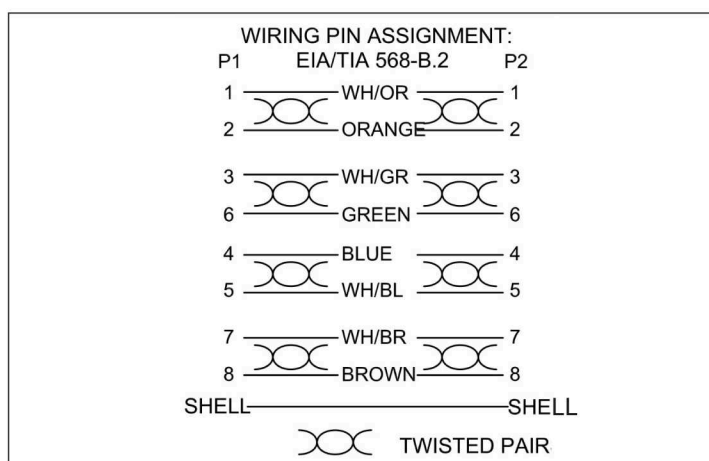 WIRING PIN ASSIGNMENT:
P1 EIA/TIA 568-B.2 P2
1 WH/OR 1
2 ORANGE 2
3 WH/GR 3
6 GREEN 6
4 BLUE 4
5 WH/BL 5
7 WH/BR 7
8 BROWN 8
SHELL SHELL
TWISTED PAIR